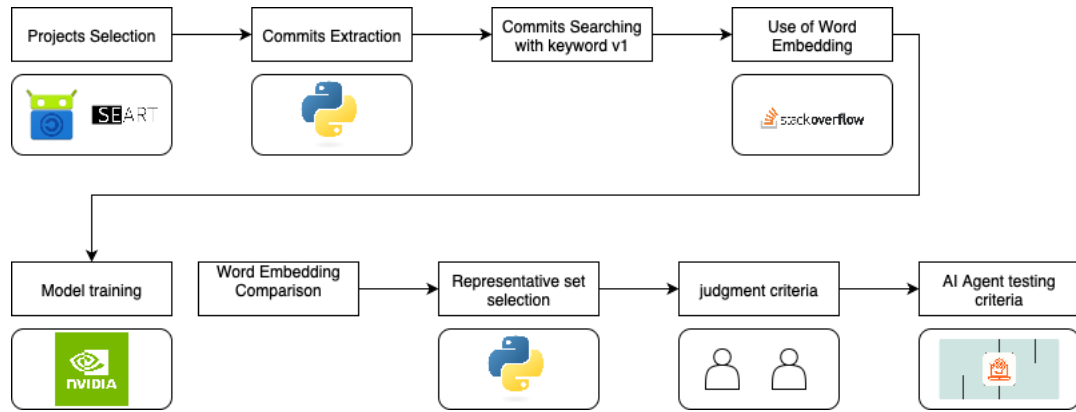 Projects Selection
Commits Extraction
Commits Searching
with keyword v1
Use of Word
Embedding
SEART
stackoverflow
Model training
Word Embedding
Comparison
Representative set
selection
judgment criteria
AI Agent testing
criteria
NVIDIA